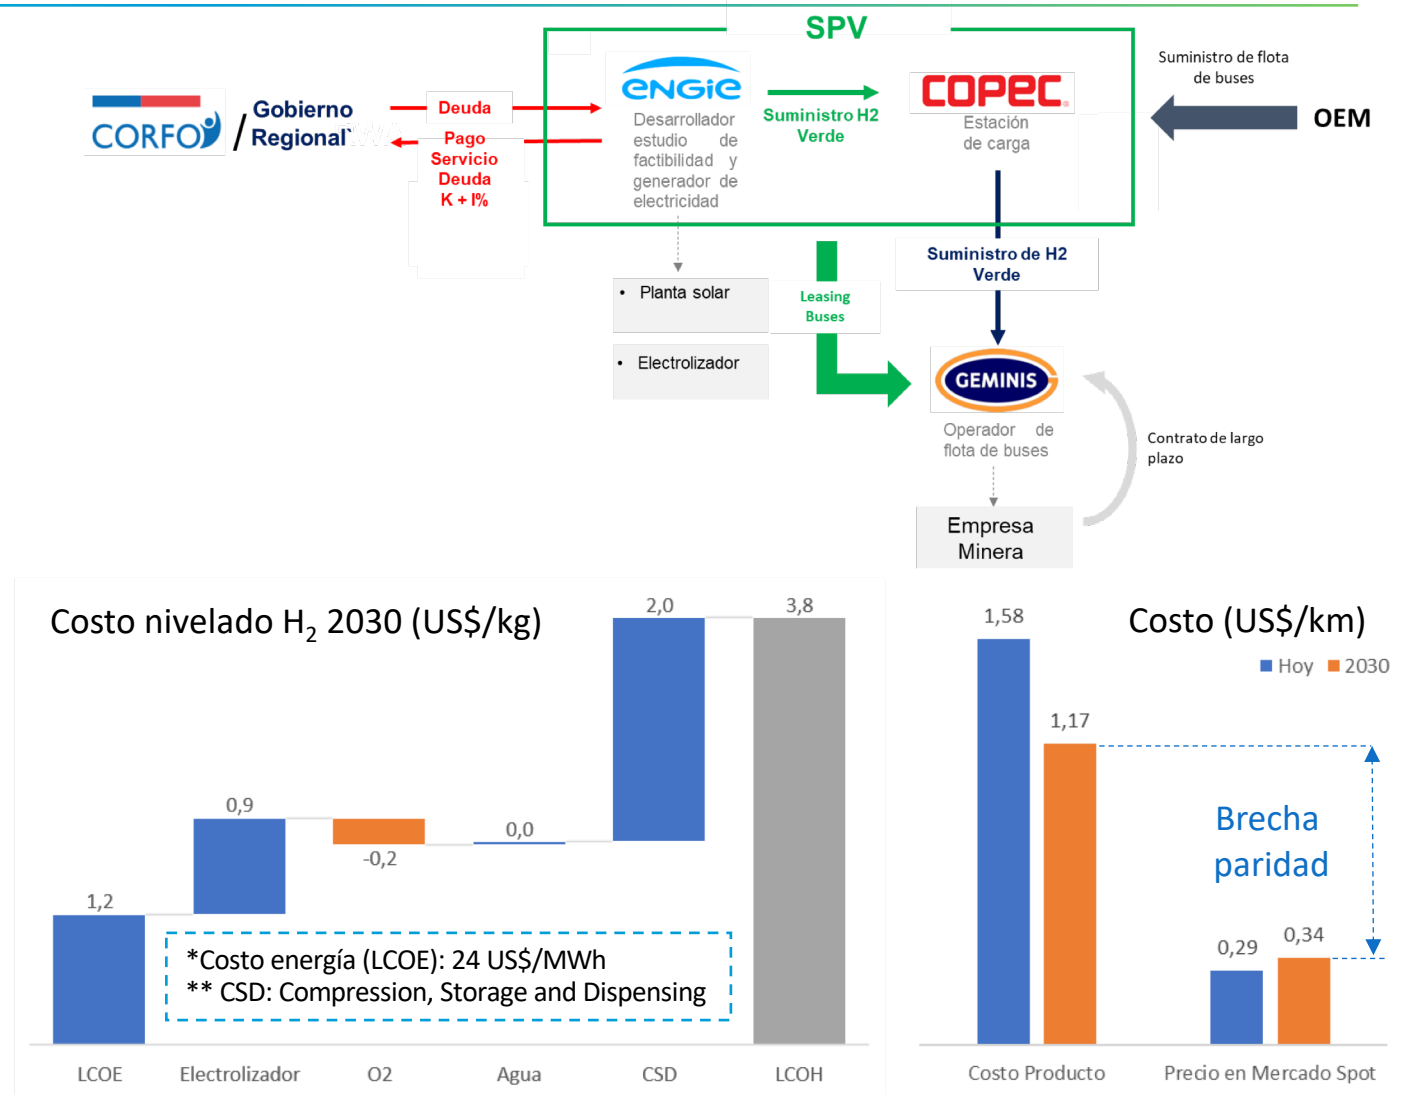 SPV
CORFO
/
Gobierno
Regional
Deuda
Pago
Servicio
Deuda
K + I%
ENGIE
Desarrollador
estudio de
factibilidad y
generador de
electricidad
Suministro H2
Verde
COPEC
Estación
de carga
Suministro de flota
de buses
OEM
• Planta solar
• Electrolizador
Leasing
Buses
Suministro de H2
Verde
GEMINIS
Operador de
flota de buses
Contrato de largo
plazo
Empresa
Minera
Costo nivelado H2 2030 (US$/kg)
1,2
0,9
-0,2
0,0
2,0
3,8
*Costo energía (LCOE): 24 US$/MWh
** CSD: Compression, Storage and Dispensing
LCOE
Electrolizador
O2
Agua
CSD
LCOH
Costo (US$/km)
Hoy
2030
1,58
1,17
Brecha
paridad
0,29
0,34
Costo Producto
Precio en Mercado Spot